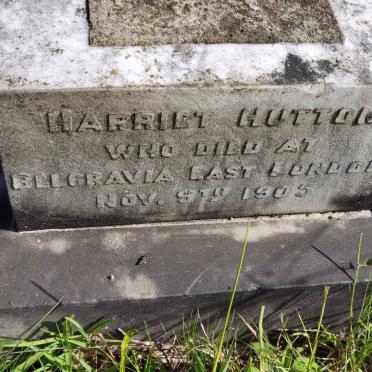 HARRIET HUTTON
WHO DIED AT
BELGRAVIA EAST LONDON
NOV. 9TH 1905